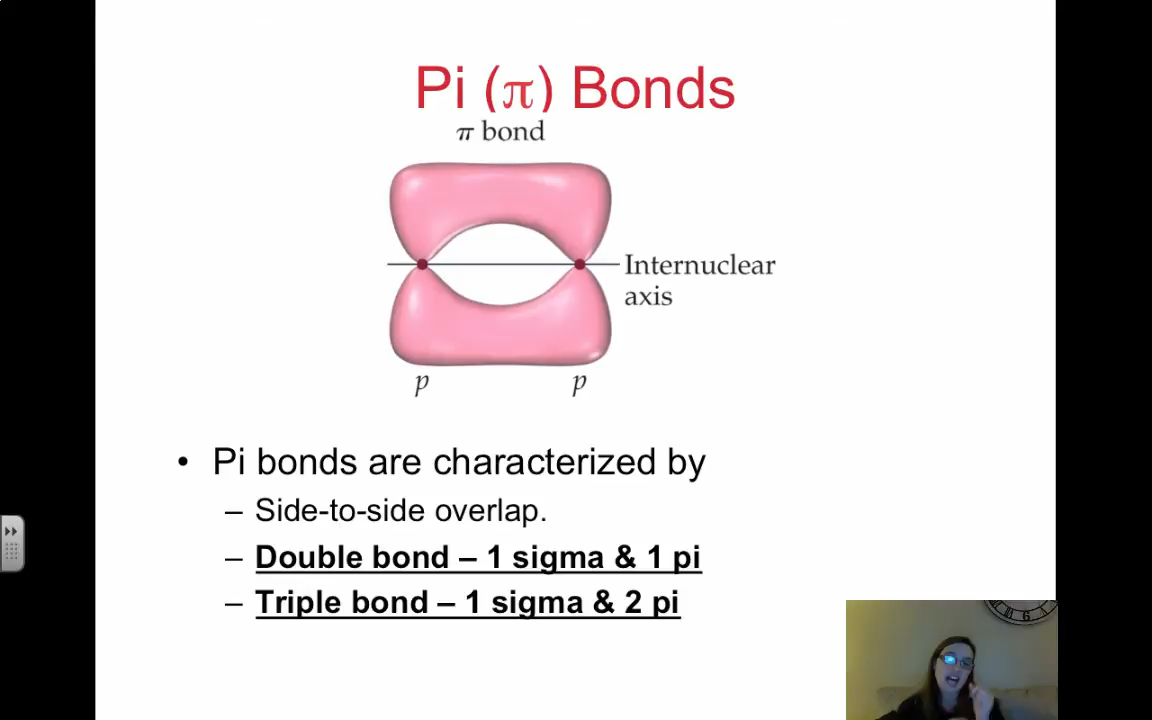 Pi (π) Bonds
π bond
Internuclear
axis
p p
• Pi bonds are characterized by
– Side-to-side overlap.
– Double bond – 1 sigma & 1 pi
– Triple bond – 1 sigma & 2 pi